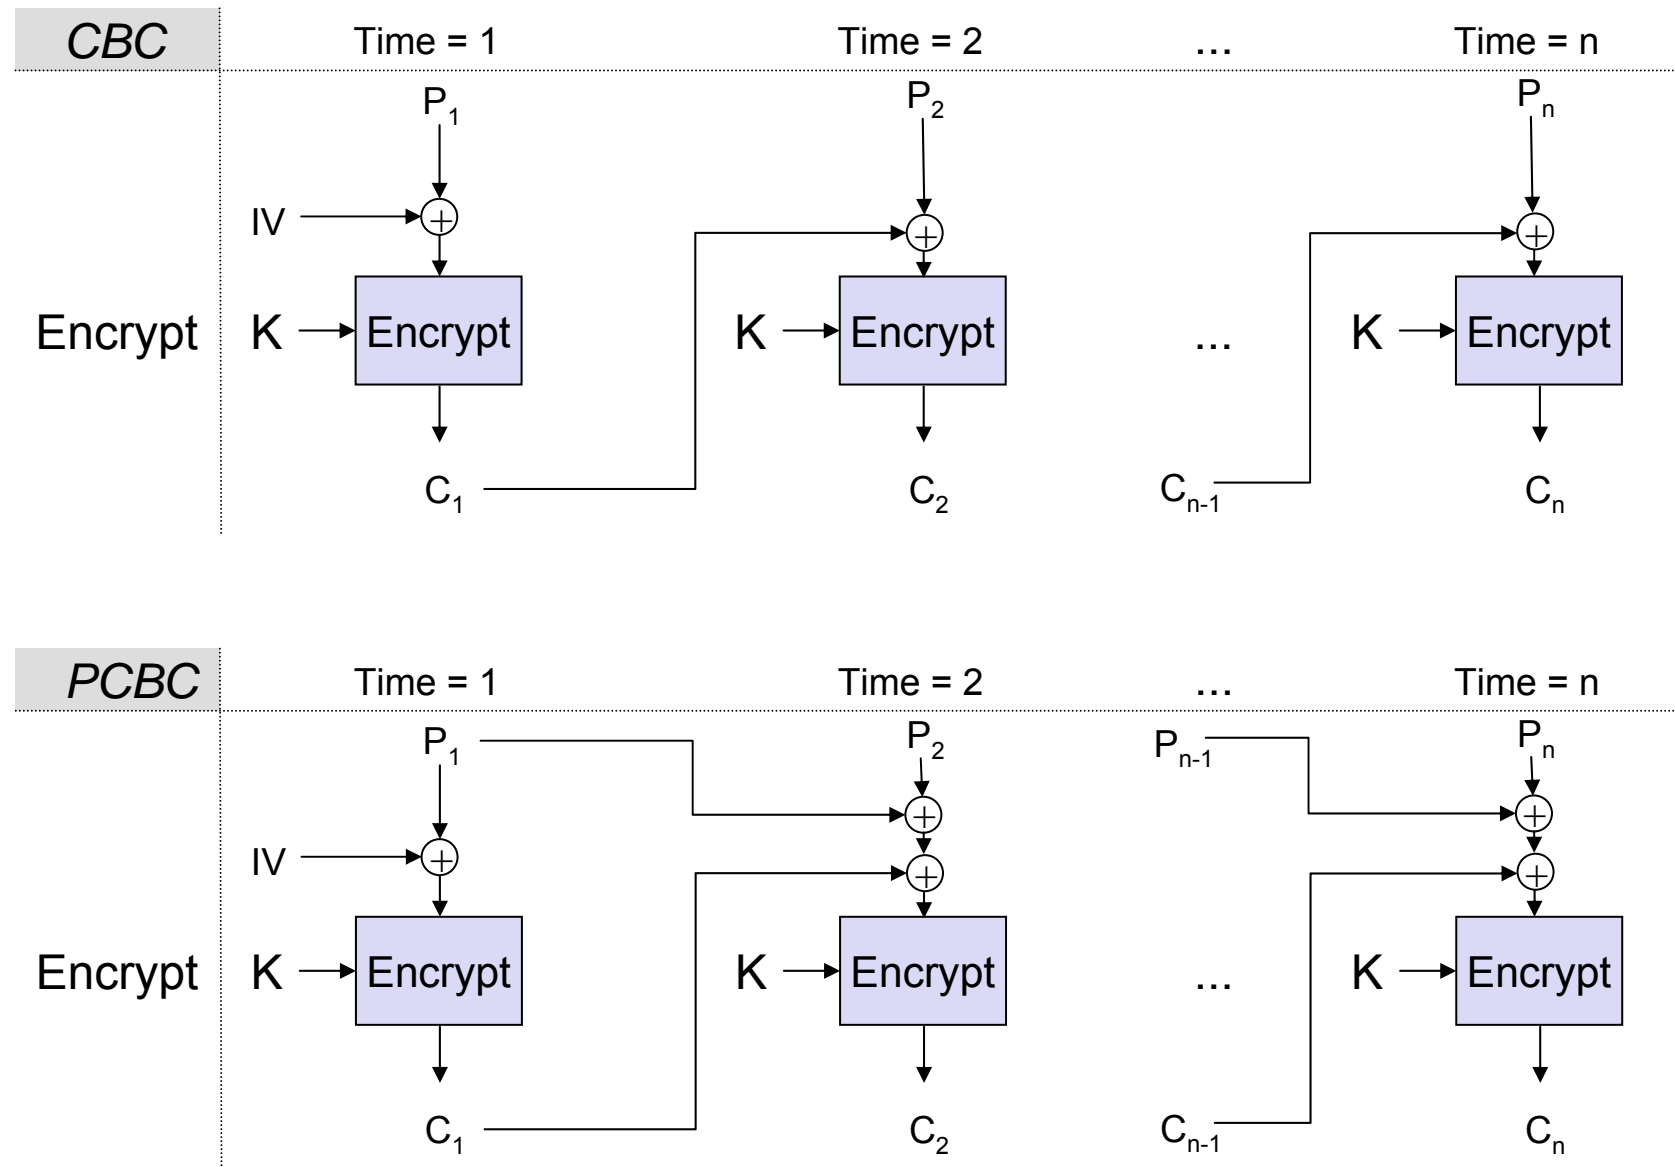 CBC Time = 1 Time = 2 ... Time = n
P1 P2 Pn
IV
Encrypt K Encrypt K Encrypt ... K Encrypt
C1 C2 Cn-1 Cn
PCBC Time = 1 Time = 2 ... Time = n
P1 P2 Pn-1 Pn
IV
Encrypt K Encrypt K Encrypt ... K Encrypt
C1 C2 Cn-1 Cn